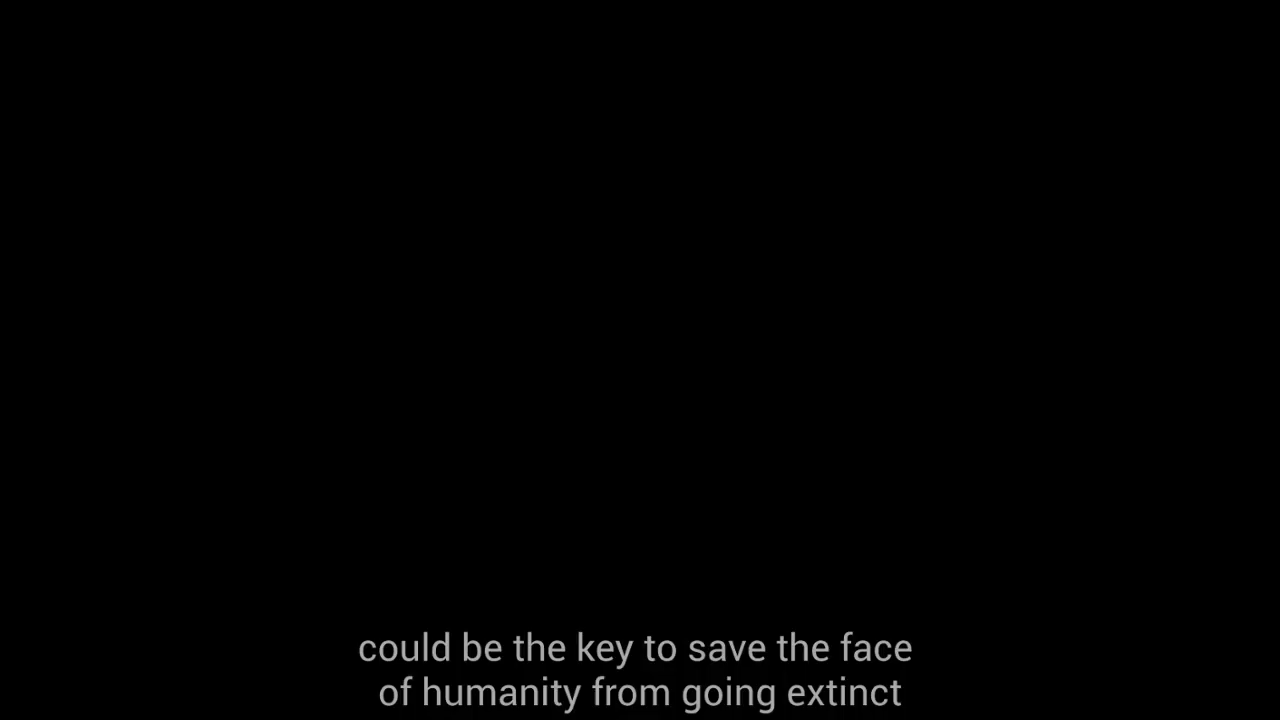 could be the key to save the face
of humanity from going extinct